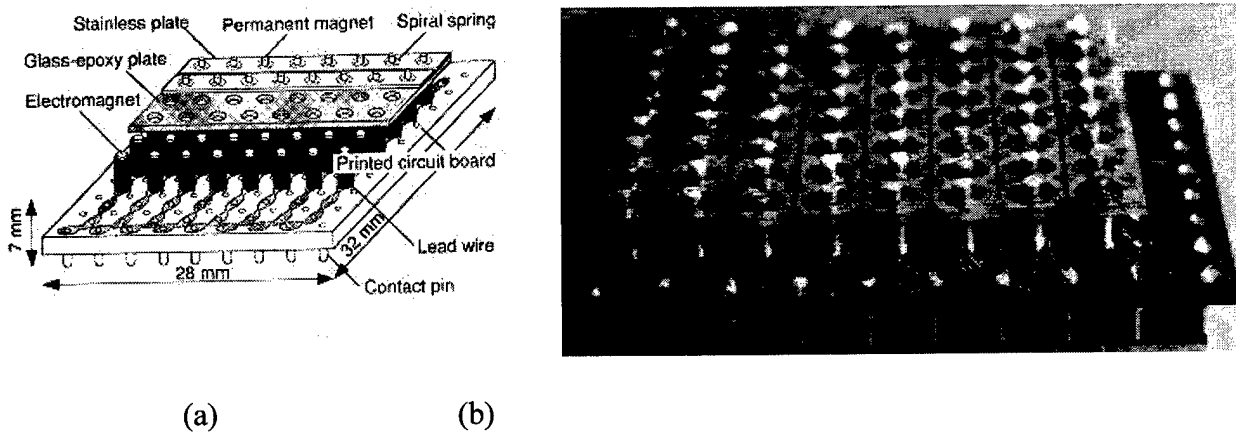 Stainless plate
Permanent magnet
Spiral spring
Glass-epoxy plate
Electromagnet
Printed circuit board
7 mm
32 mm
Lead wire
28 mm
Contact pin
(a)
(b)